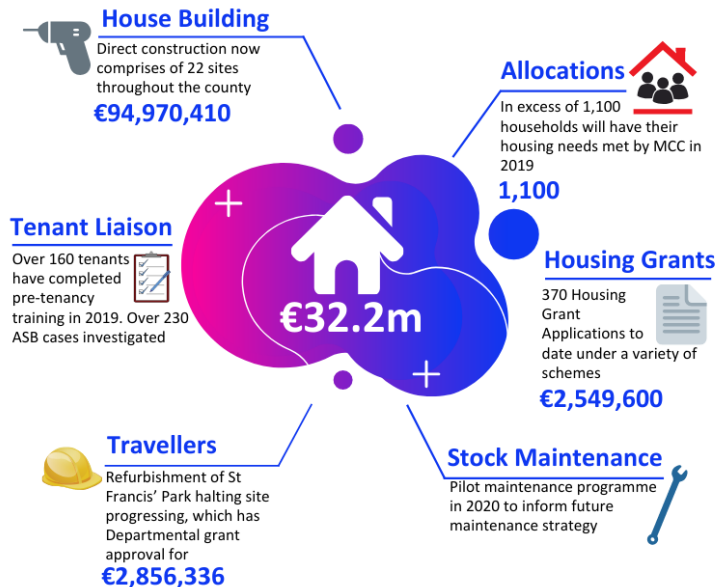 House Building
Direct construction now
comprises of 22 sites
throughout the county
€94,970,410
Allocations
In excess of 1,100
households will have their
housing needs met by MCC in
2019
1,100
Tenant Liaison
Over 160 tenants
have completed
pre-tenancy
training in 2019. Over 230
ASB cases investigated
€32.2m
Housing Grants
370 Housing
Grant
Applications to
date under a variety of
schemes
€2,549,600
Travellers
Refurbishment of St
Francis’ Park halting site
progressing, which has
Departmental grant
approval for
€2,856,336
Stock Maintenance
Pilot maintenance programme
in 2020 to inform future
maintenance strategy